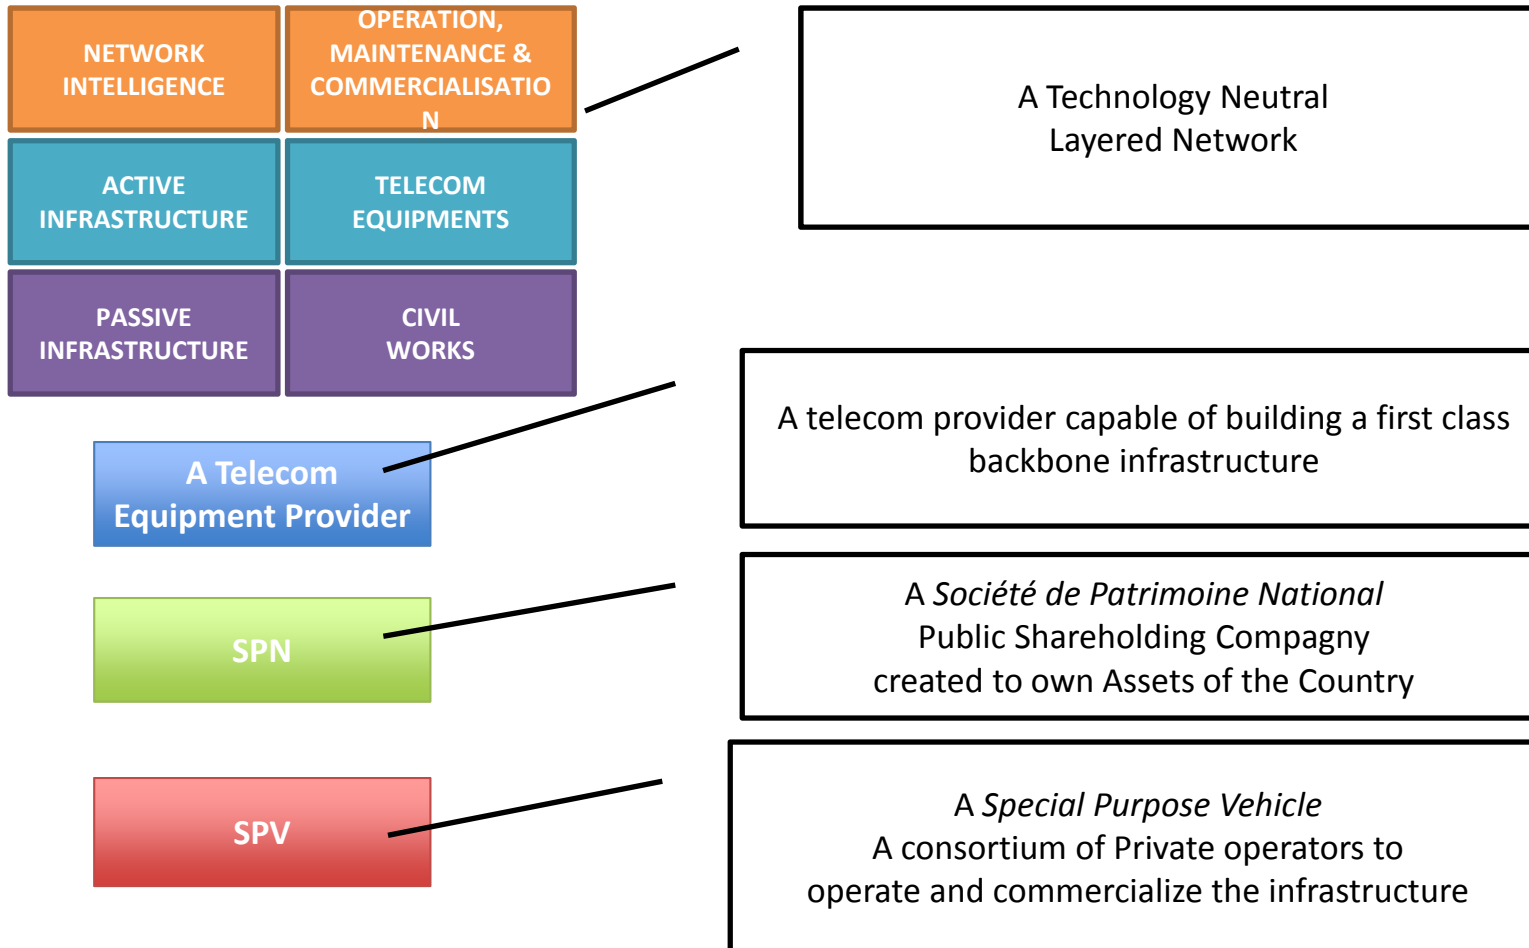 NETWORK
INTELLIGENCE
OPERATION,
MAINTENANCE &
COMMERCIALISATIO
N
A Technology Neutral
Layered Network
ACTIVE
INFRASTRUCTURE
TELECOM
EQUIPMENTS
PASSIVE
INFRASTRUCTURE
CIVIL
WORKS
A Telecom
Equipment Provider
A telecom provider capable of building a first class
backbone infrastructure
SPN
A Société de Patrimoine National
Public Shareholding Compagny
created to own Assets of the Country
SPV
A Special Purpose Vehicle
A consortium of Private operators to
operate and commercialize the infrastructure